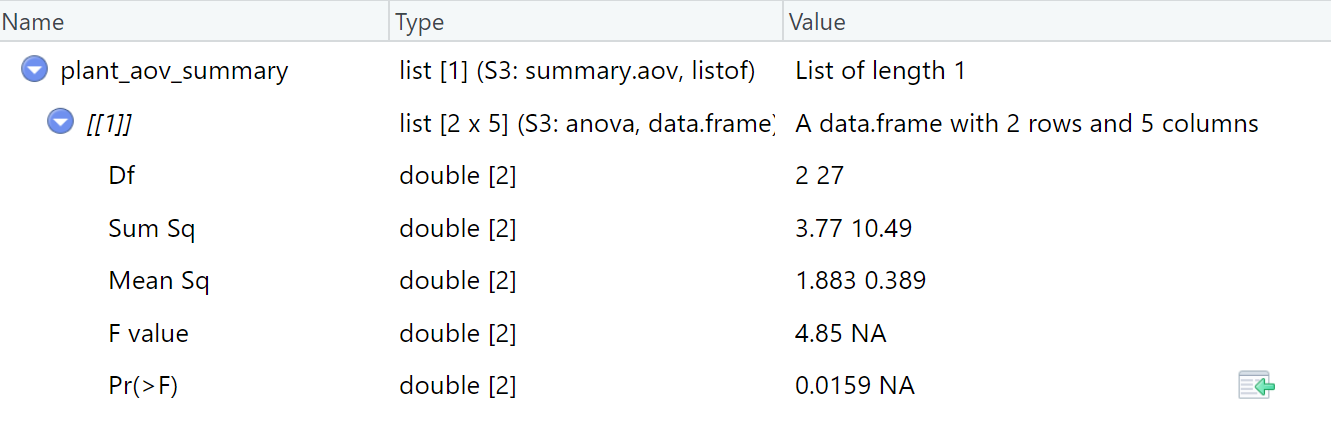 Name Type Value
plant_aov_summary list [1] (S3: summary.aov, listof) List of length 1
[[1]] list [2 x 5] (S3: anova, data.frame) A data.frame with 2 rows and 5 columns
Df double [2] 2 27
Sum Sq double [2] 3.77 10.49
Mean Sq double [2] 1.883 0.389
F value double [2] 4.85 NA
Pr(>F) double [2] 0.0159 NA